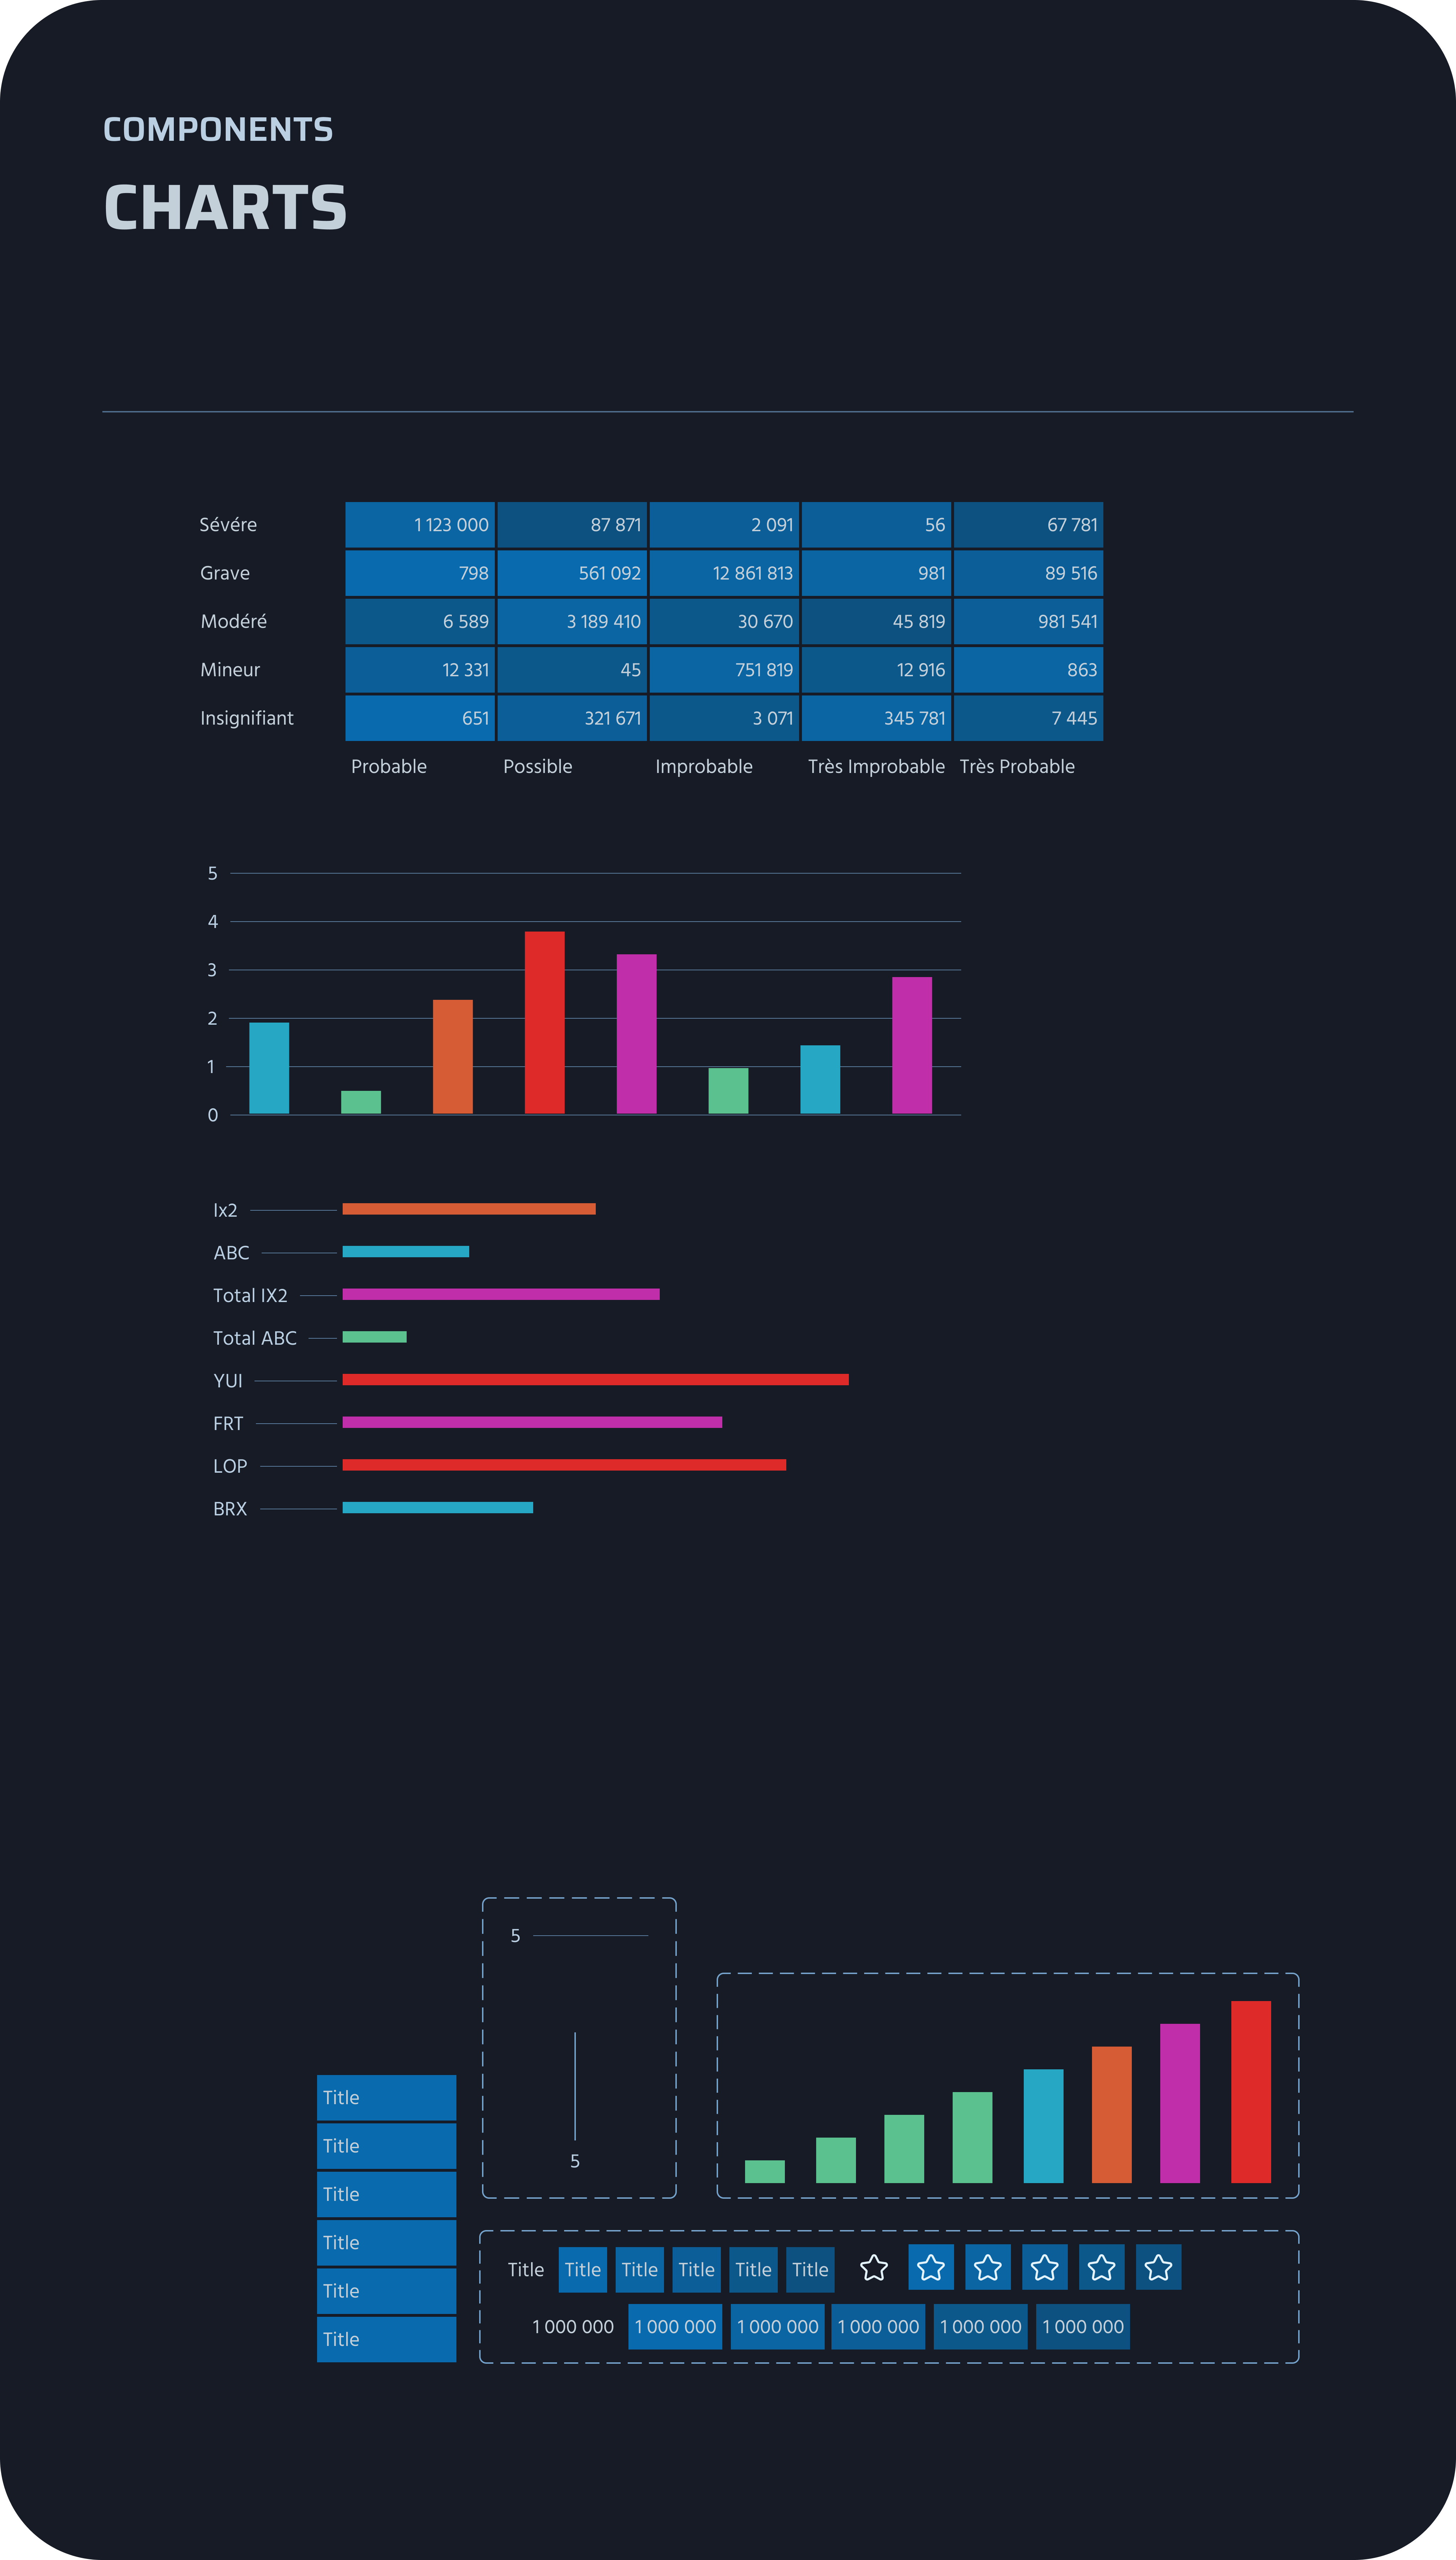 COMPONENTS
CHARTS
Sévére 1 123 000 87 871 2 091 56 67 781
Grave 798 561 092 12 861 813 981 89 516
Modéré 6 589 3 189 410 30 670 45 819 981 541
Mineur 12 331 45 751 819 12 916 863
Insignifiant 651 321 671 3 071 345 781 7 445
Probable Possible Improbable Très Improbable Très Probable
5
4
3
2
1
0
Ix2
ABC
Total IX2
Total ABC
YUI
FRT
LOP
BRX
5
5
Title
Title
Title
Title
Title
Title
Title Title Title Title Title Title
1 000 000 1 000 000 1 000 000 1 000 000 1 000 000 1 000 000